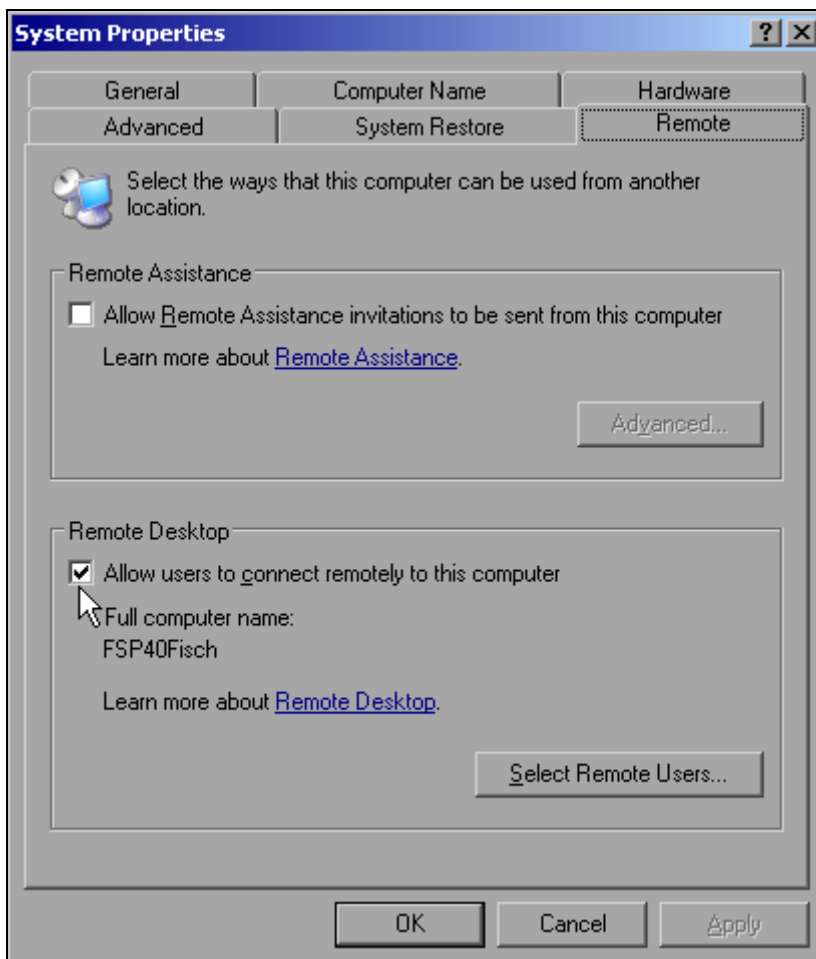 System Properties
General
Computer Name
Hardware
Advanced
System Restore
Remote
Select the ways that this computer can be used from another
location.
Remote Assistance
Allow Remote Assistance invitations to be sent from this computer
Learn more about Remote Assistance.
Advanced...
Remote Desktop
Allow users to connect remotely to this computer
Full computer name:
FSP40Fisch
Learn more about Remote Desktop.
Select Remote Users...
OK
Cancel
Apply